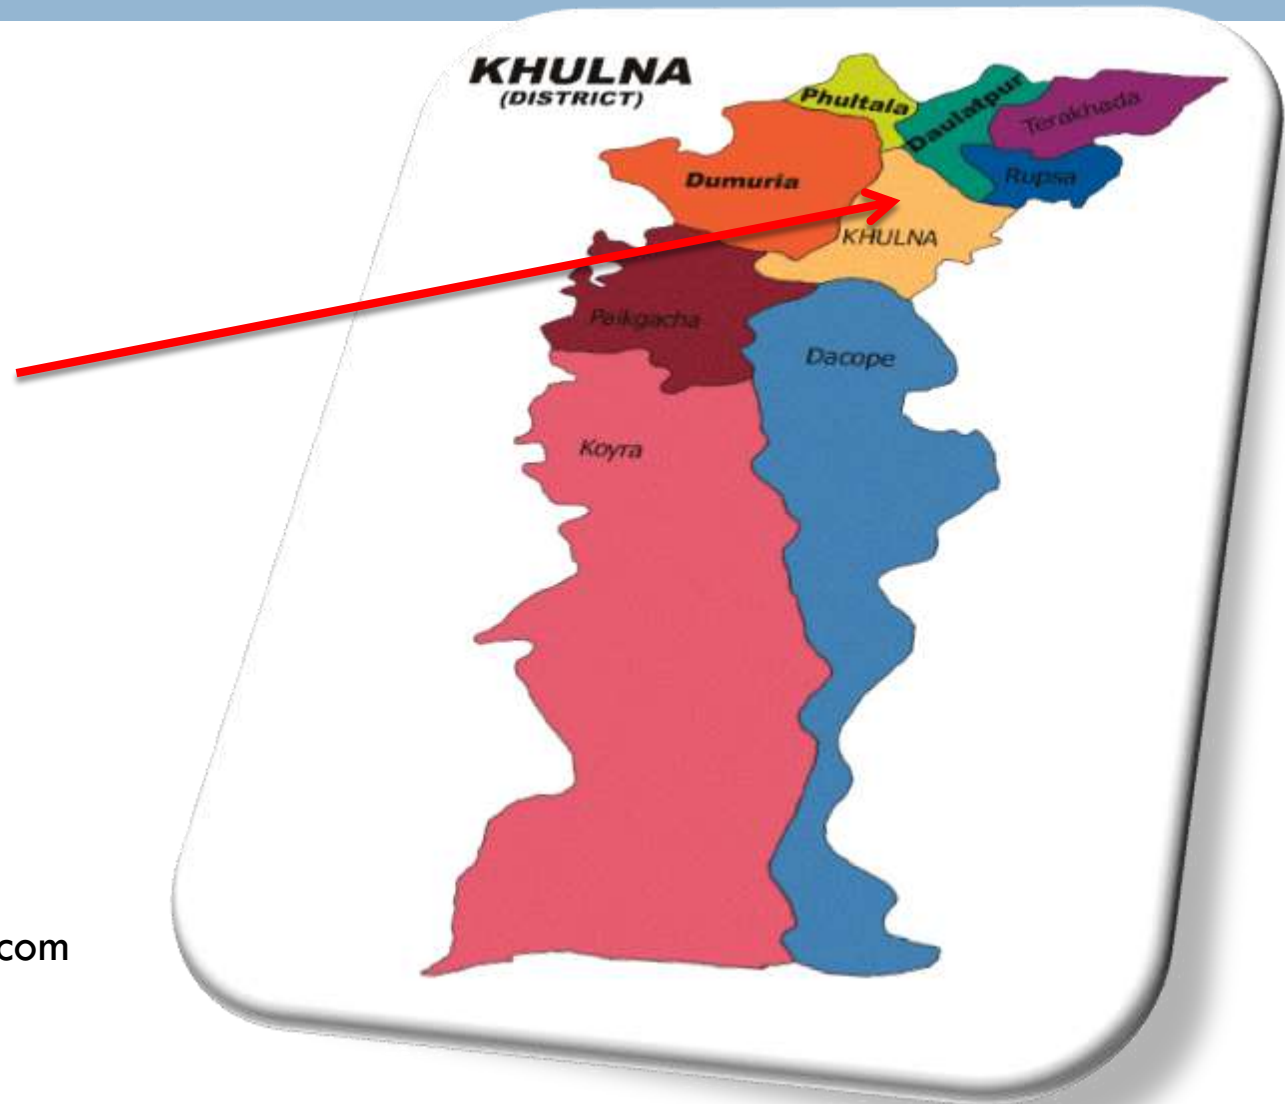 KHULNA
(DISTRICT)
Phultala
Daulatpur
Terakhada
Dumuria
Rupsa
KHULNA
Paikgacha
Dacope
Koyra
com